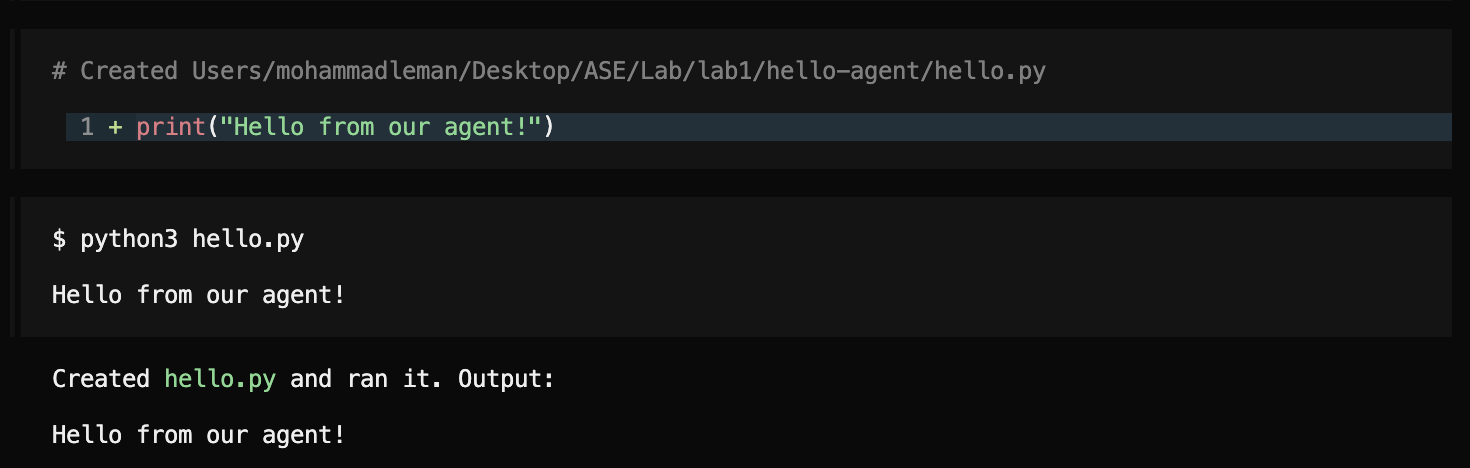 # Created Users/mohammadleman/Desktop/ASE/Lab/lab1/hello-agent/hello.py
1 + print("Hello from our agent!")
$ python3 hello.py
Hello from our agent!
Created hello.py and ran it. Output:
Hello from our agent!